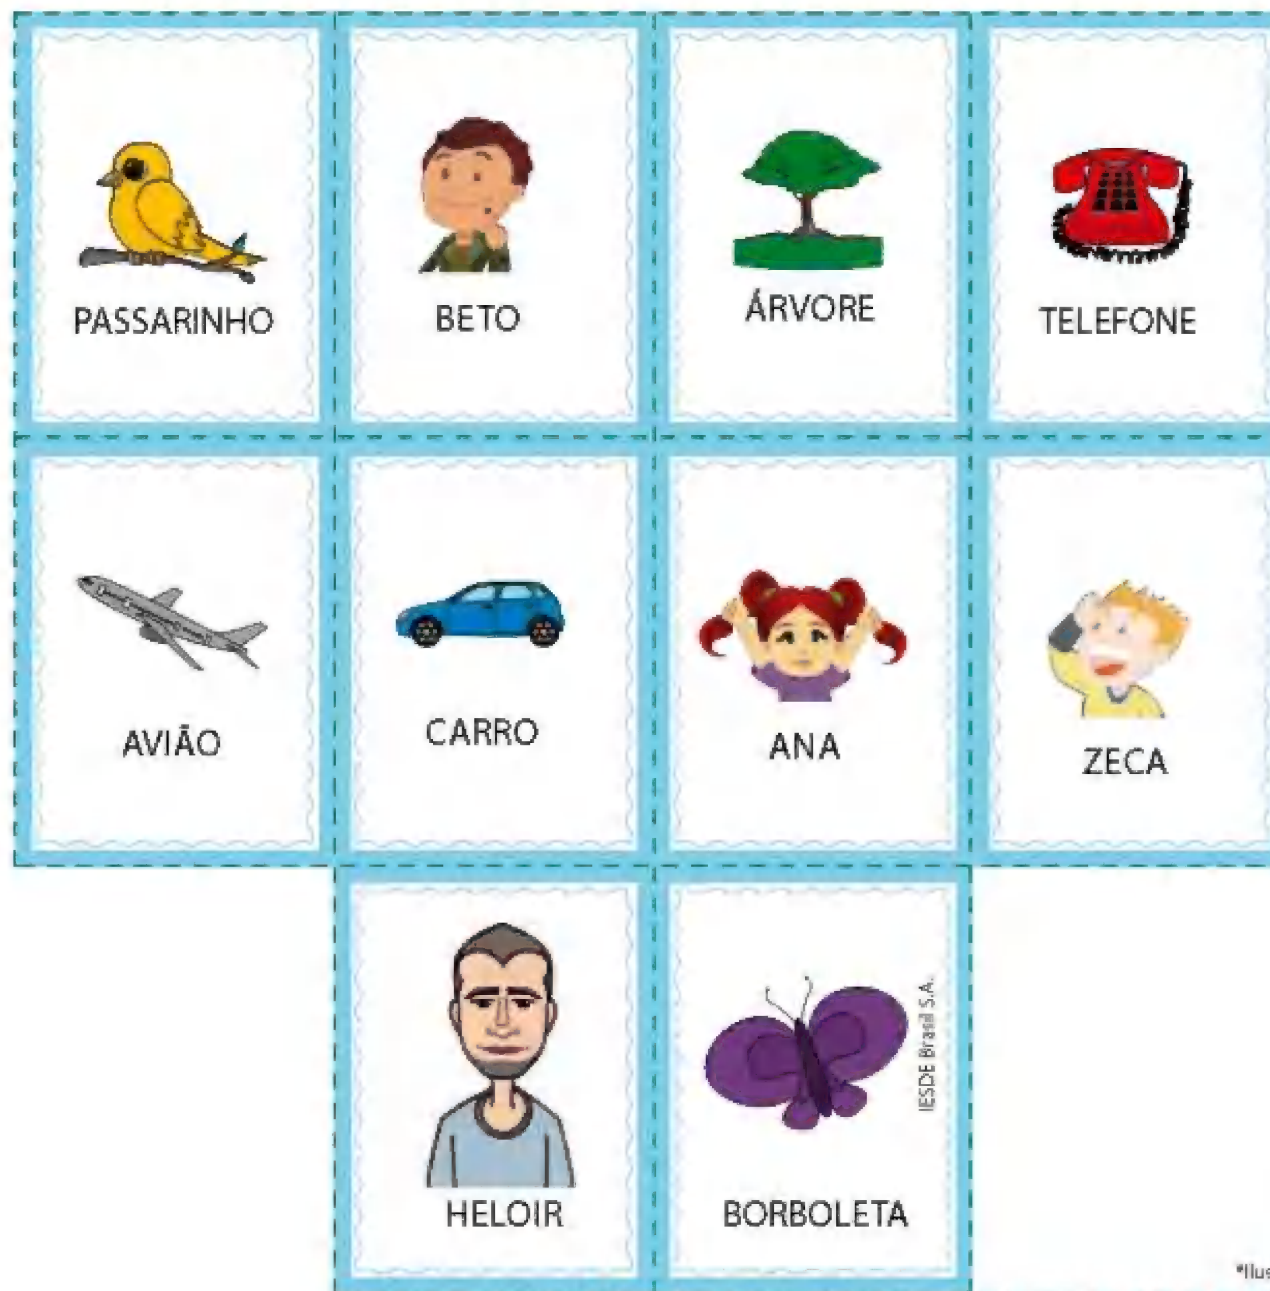 PASSARINHO
BETO
ÁRVORE
TELEFONE
AVIÃO
CARRO
ANA
ZECA
HELOIR
BORBOLETA
IESDE Brasil S.A.